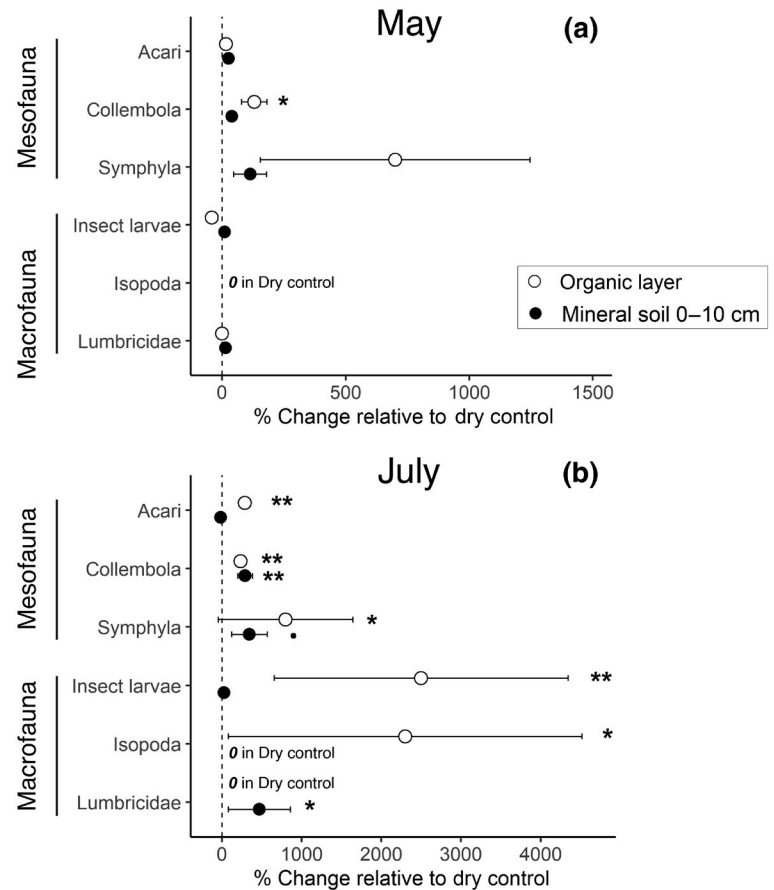 May
(a)
Mesofauna
Acari
Collembola
*
Symphyla
Macrofauna
Insect larvae
Isopoda
0 in Dry control
Lumbricidae
Organic layer
Mineral soil 0–10 cm
0
500
1000
1500
% Change relative to dry control
July
(b)
Mesofauna
Acari
**
Collembola
**
**
Symphyla
*
Macrofauna
Insect larvae
**
Isopoda
*
0 in Dry control
0 in Dry control
Lumbricidae
*
0
1000
2000
3000
4000
% Change relative to dry control